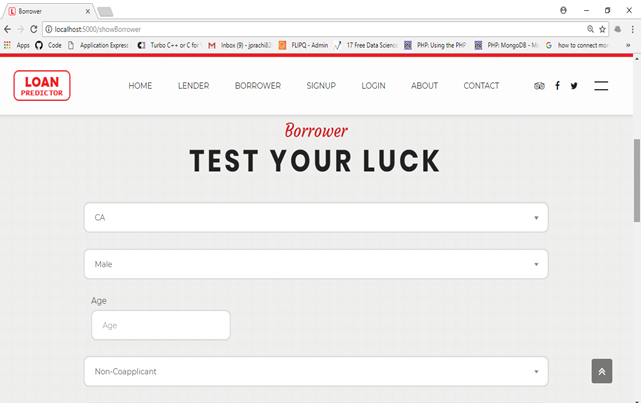 Borrower
localhost:5000/showBorrower
Apps Code Application Express Turbo C++ or C for Inbox (9) - jprachi82 FLIPQ - Admin 17 Free Data Science PHP: Using the PHP PHP: MongoDB - M how to connect mon
LOAN
PREDICTOR
HOME LENDER BORROWER SIGNUP LOGIN ABOUT CONTACT
Borrower
TEST YOUR LUCK
CA
Male
Age
Age
Non-Coapplicant